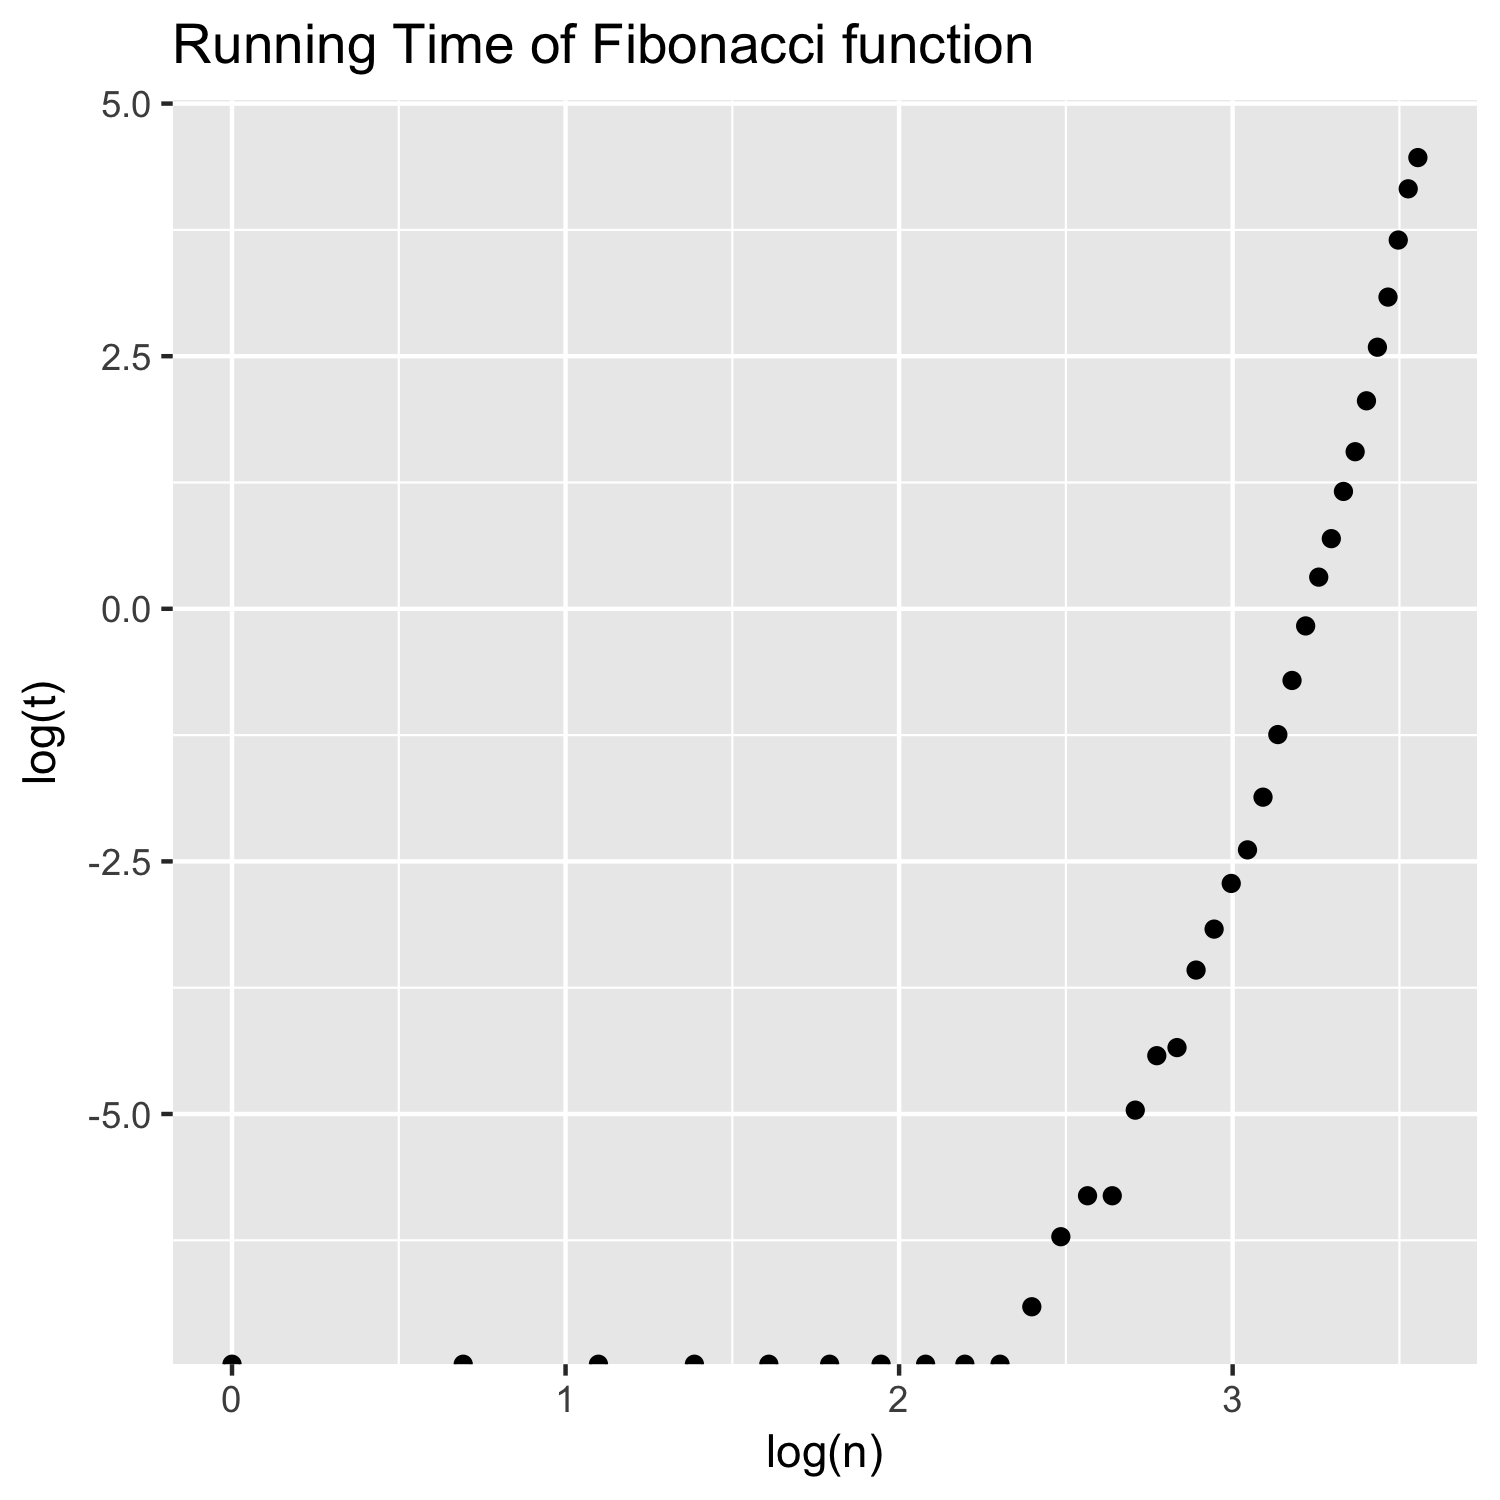 Running Time of Fibonacci function
5.0
2.5
0.0
-2.5
-5.0
log(t)
0 1 2 3
log(n)